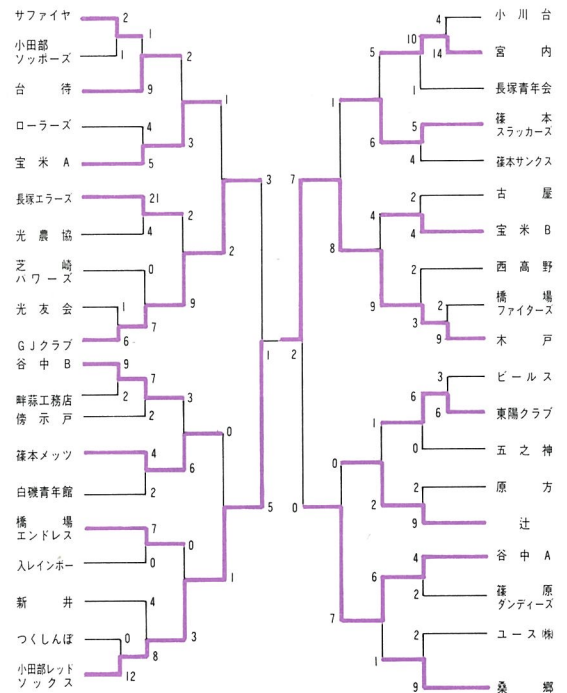 サファイヤ
2
小田部
ソッポーズ
1
1
台待
9
2
ローラーズ
4
宝米A
5
3
1
長塚エラーズ
21
光農協
4
2
芝崎
パワーズ
0
光友会
1
GJクラブ
6
7
9
2
3
谷中B
9
畔蒜工務店
2
7
傍示戸
2
3
篠本メッツ
4
白磯青年館
2
6
0
橋場
エンドレス
7
入レインボー
0
0
新井
4
つくしんぼ
0
小田部レッド
ソックス
12
8
3
1
5
1
2
小川台
4
宮内
14
10
長塚青年会
1
5
篠本
スラッカーズ
5
篠本サンクス
4
6
1
古屋
2
宝米B
4
4
西高野
2
橋場
ファイターズ
2
木戸
9
3
9
8
7
ビールス
3
東陽クラブ
6
6
五之神
0
1
原方
2
辻
9
2
0
谷中A
4
篠原
ダンディーズ
2
6
ユース㈱
2
桑郷
9
1
7
0